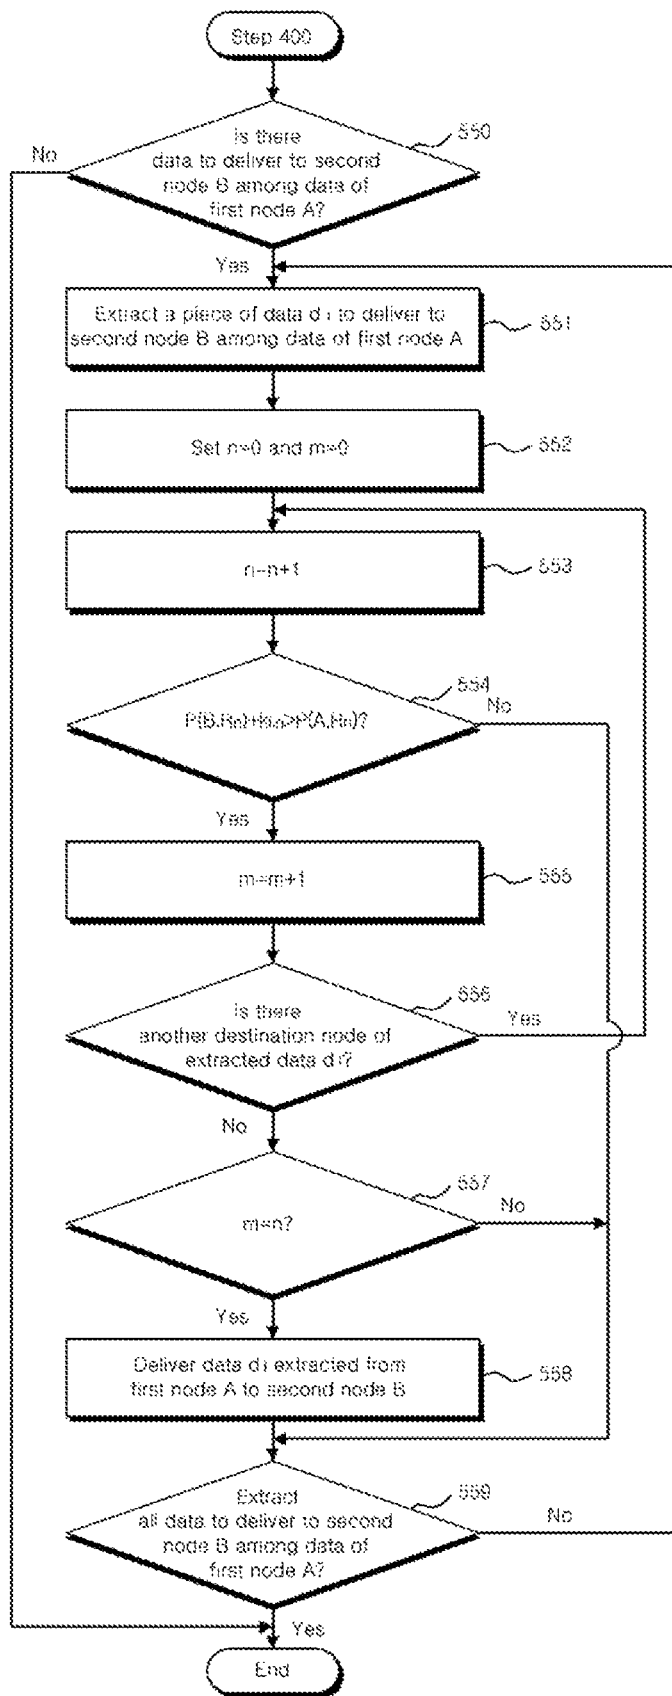 Step 400
Is there
data to deliver to second
node B among data of
first node A?
550
No
Yes
Extract a piece of data di to deliver to
second node B among data of first node A
551
Set n=0 and m=0
552
n=n+1
553
554
No
Yes
m=m+1
555
Is there
another destination node of
extracted data di?
556
Yes
No
m=n?
557
No
Yes
Deliver data di extracted from
first node A to second node B
558
Extract
all data to deliver to second
node B among data of
first node A?
559
No
Yes
End